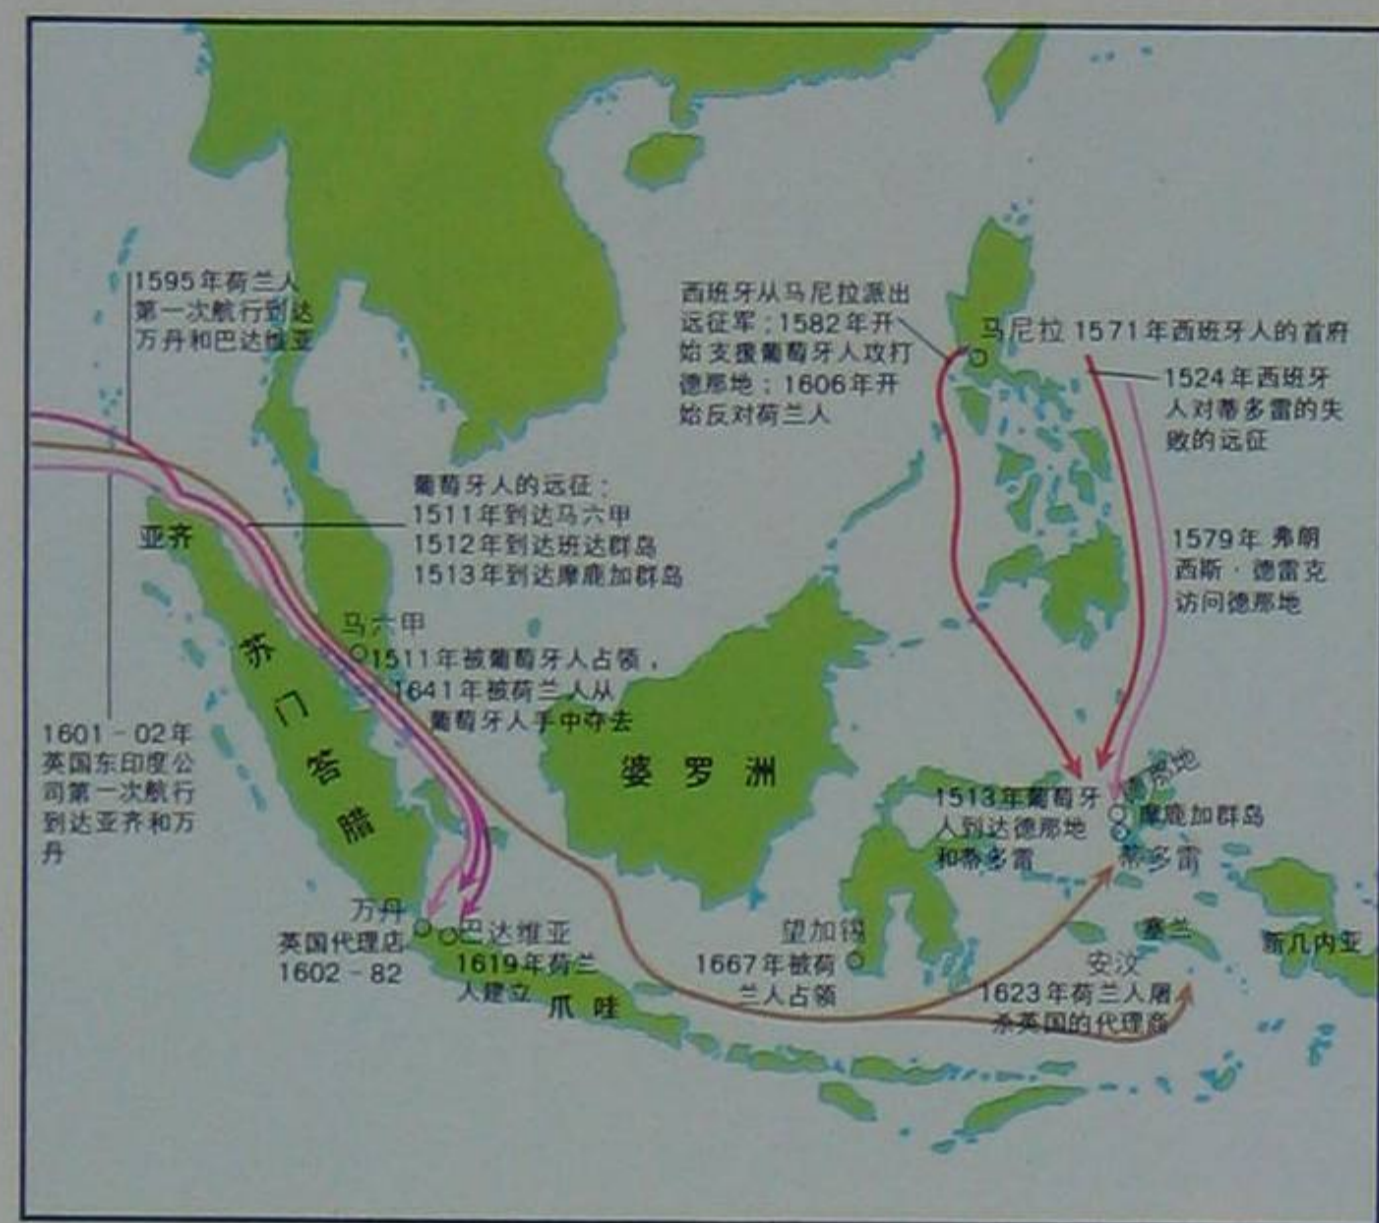 1595年荷兰人
第一次航行到达
万丹和巴达维亚
西班牙从马尼拉派出
远征军；1582年开
始支援葡萄牙人攻打
德那地；1606年开
始反对荷兰人
马尼拉 1571年西班牙人的首府
1524年西班牙
人对蒂多雷的失
败的远征
葡萄牙人的远征：
1511年到达马六甲
1512年到达班达群岛
1513年到达摩鹿加群岛
亚齐
1579年 弗朗
西斯·德雷克
访问德那地
马六甲
1511年被葡萄牙人占领，
1641年被荷兰人从
葡萄牙人手中夺去
苏门答腊
1601－02年
英国东印度公
司第一次航行
到达亚齐和万
丹
婆罗洲
德那地
1513年葡萄牙
人到达德那地
和蒂多雷
摩鹿加群岛
蒂多雷
万丹
英国代理店
1602－82
巴达维亚
1619年荷兰
人建立
爪哇
望加锡
1667年被荷
兰人占领
塞兰
新几内亚
安汶
1623年荷兰人屠
杀英国的代理商